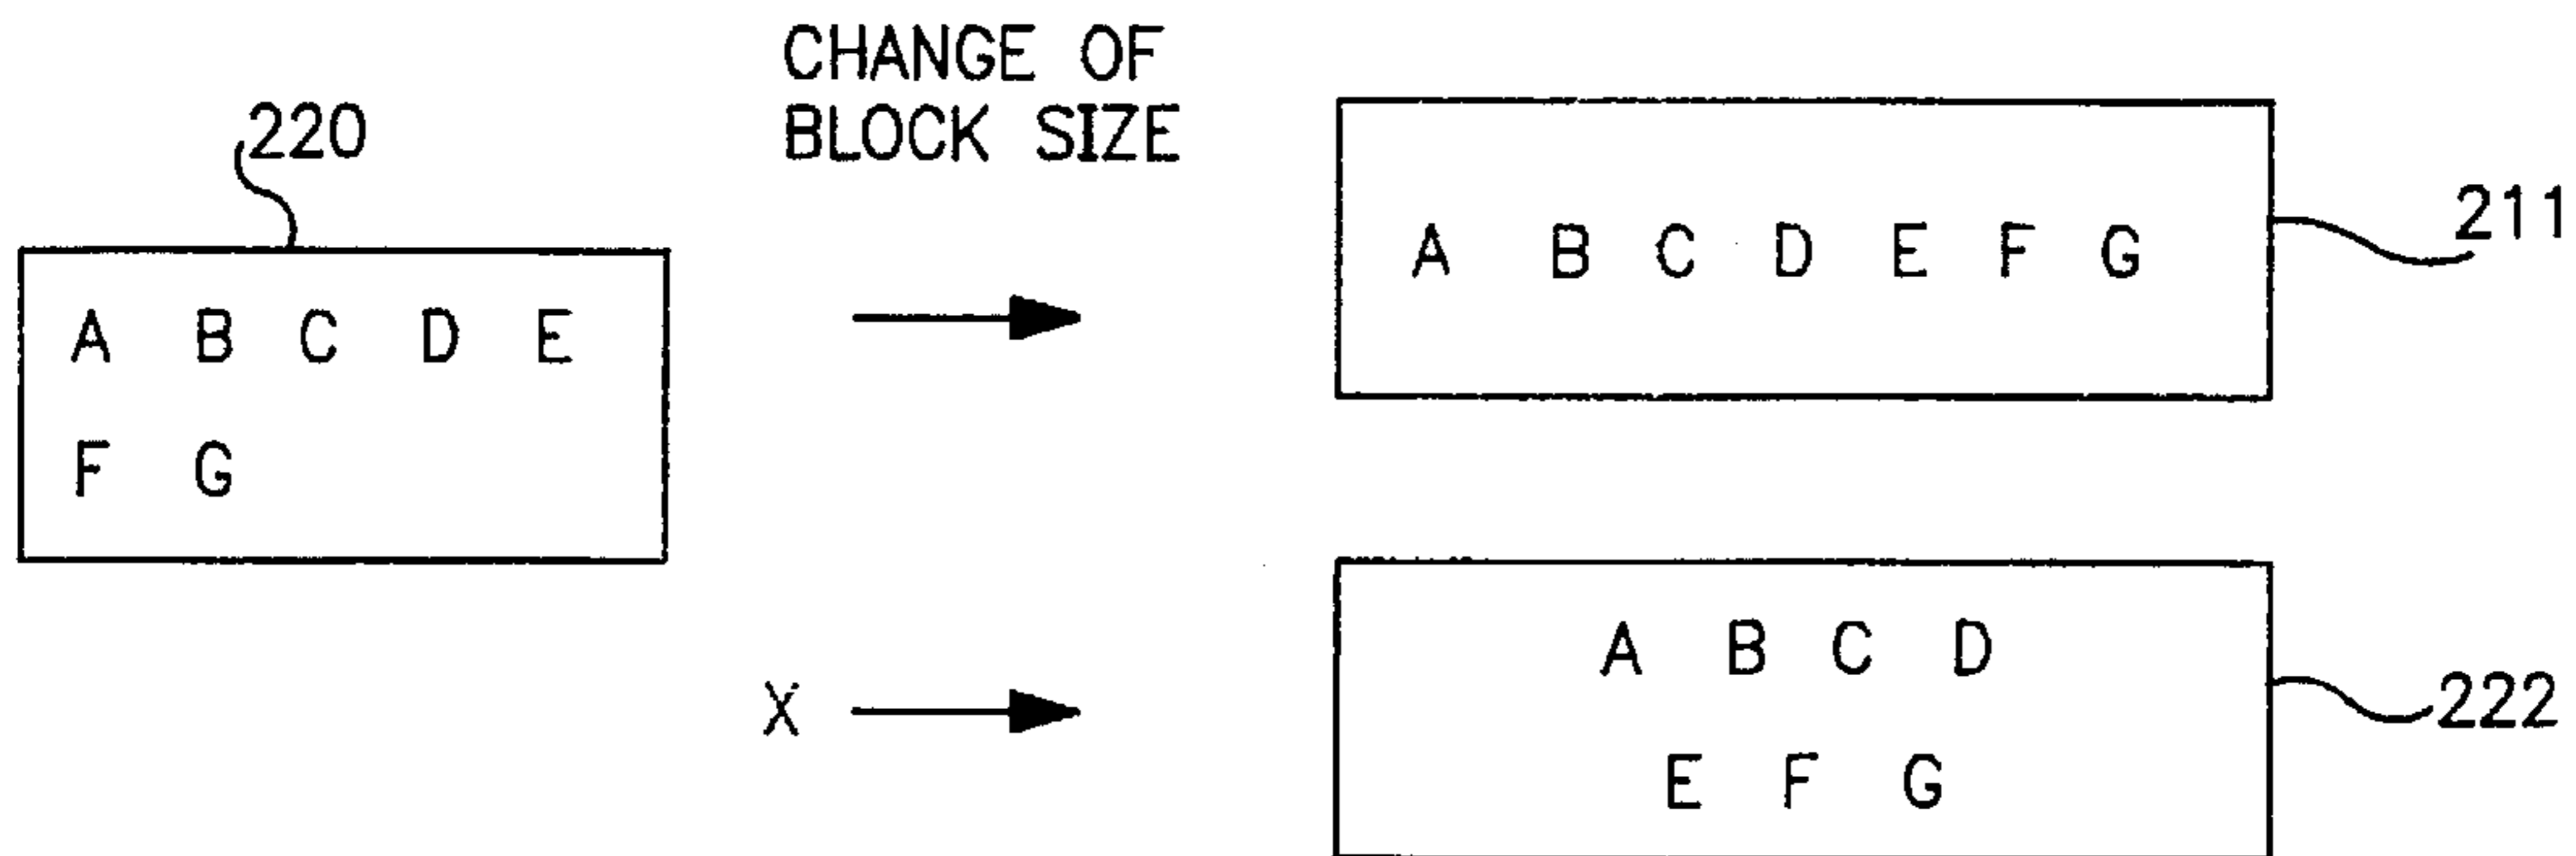 CHANGE OF
BLOCK SIZE
220
A B C D E
F G
A B C D E F G
211
X
A B C D
E F G
222